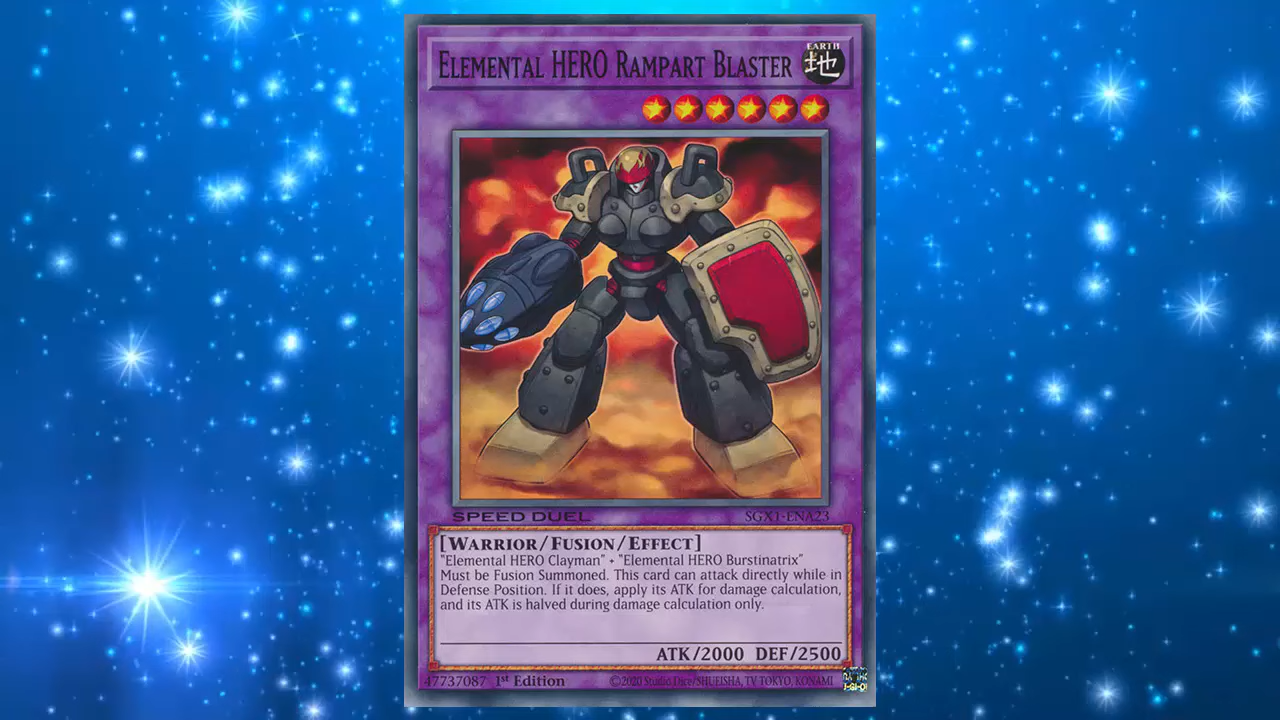 Elemental HERO Rampart Blaster
EARTH
地
SPEED DUEL
SGX1-ENA23
[Warrior/Fusion/Effect]
"Elemental HERO Clayman" + "Elemental HERO Burstinatrix"
Must be Fusion Summoned. This card can attack directly while in
Defense Position. If it does, apply its ATK for damage calculation,
and its ATK is halved during damage calculation only.
ATK/2000 DEF/2500
47737087 1st Edition
©2020 Studio Dice/SHUEISHA, TV TOKYO, KONAMI